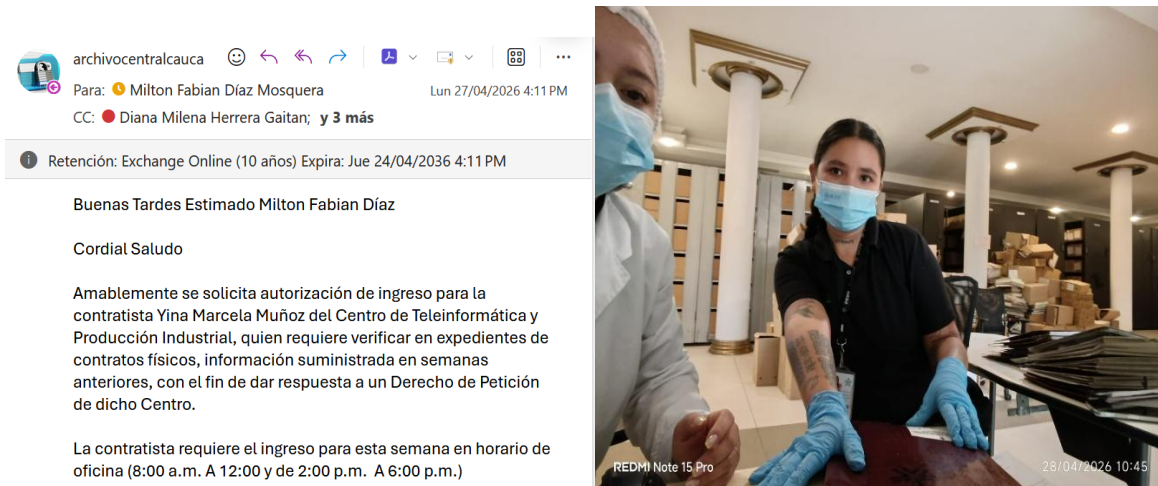 archivocentralcauca
Para: Milton Fabian Díaz Mosquera
Lun 27/04/2026 4:11 PM
CC: Diana Milena Herrera Gaitan; y 3 más
Retención: Exchange Online (10 años) Expira: Jue 24/04/2036 4:11 PM
Buenas Tardes Estimado Milton Fabian Díaz
Cordial Saludo
Amablemente se solicita autorización de ingreso para la
contratista Yina Marcela Muñoz del Centro de Teleinformática y
Producción Industrial, quien requiere verificar en expedientes de
contratos físicos, información suministrada en semanas
anteriores, con el fin de dar respuesta a un Derecho de Petición
de dicho Centro.
La contratista requiere el ingreso para esta semana en horario de
oficina (8:00 a.m. A 12:00 y de 2:00 p.m. A 6:00 p.m.)
REDMI Note 15 Pro
28/04/2026 10:45